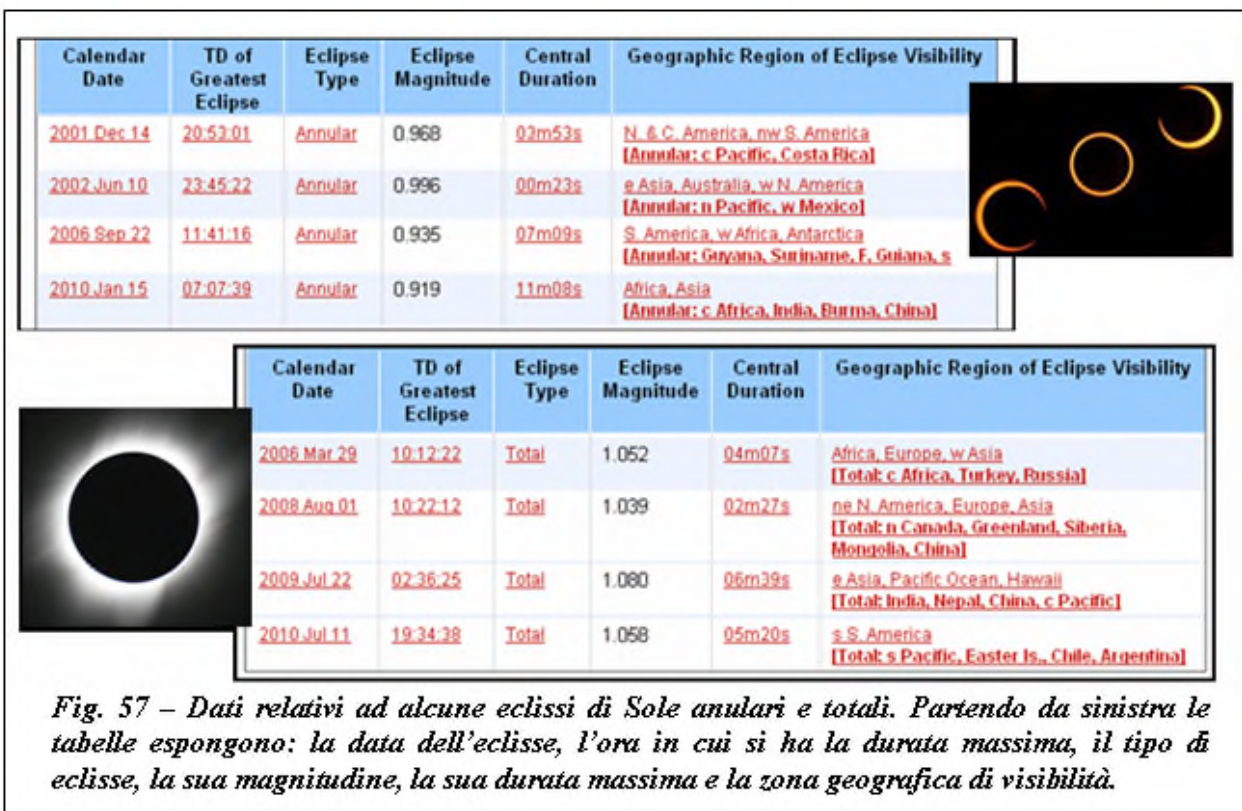 Calendar Date TD of Greatest Eclipse Eclipse Type Eclipse Magnitude Central Duration Geographic Region of Eclipse Visibility
2001 Dec 14 20:53:01 Annular 0.968 03m53s N. & C. America, nw S. America
[Annular: c Pacific, Costa Rica]
2002 Jun 10 23:45:22 Annular 0.996 00m23s e Asia, Australia, w N. America
[Annular: n Pacific, w Mexico]
2006 Sep 22 11:41:16 Annular 0.935 07m09s S. America, w Africa, Antarctica
[Annular: Guyana, Suriname, F. Guiana, s
2010 Jan 15 07:07:39 Annular 0.919 11m08s Africa, Asia
[Annular: c Africa, India, Burma, China]
Calendar Date TD of Greatest Eclipse Eclipse Type Eclipse Magnitude Central Duration Geographic Region of Eclipse Visibility
2006 Mar 29 10:12:22 Total 1.052 04m07s Africa, Europe, w Asia
[Total: c Africa, Turkey, Russia]
2008 Aug 01 10:22:12 Total 1.039 02m27s ne N. America, Europe, Asia
[Total: n Canada, Greenland, Siberia,
Mongolia, China]
2009 Jul 22 02:36:25 Total 1.080 06m39s e Asia, Pacific Ocean, Hawaii
[Total: India, Nepal, China, c Pacific]
2010 Jul 11 19:34:38 Total 1.058 05m20s s S. America
[Total: s Pacific, Easter Is., Chile, Argentina]
Fig. 57 – Dati relativi ad alcune eclissi di Sole anulari e totali. Partendo da sinistra le
tabelle espongono: la data dell'eclisse, l'ora in cui si ha la durata massima, il tipo di
eclisse, la sua magnitudine, la sua durata massima e la zona geografica di visibilità.